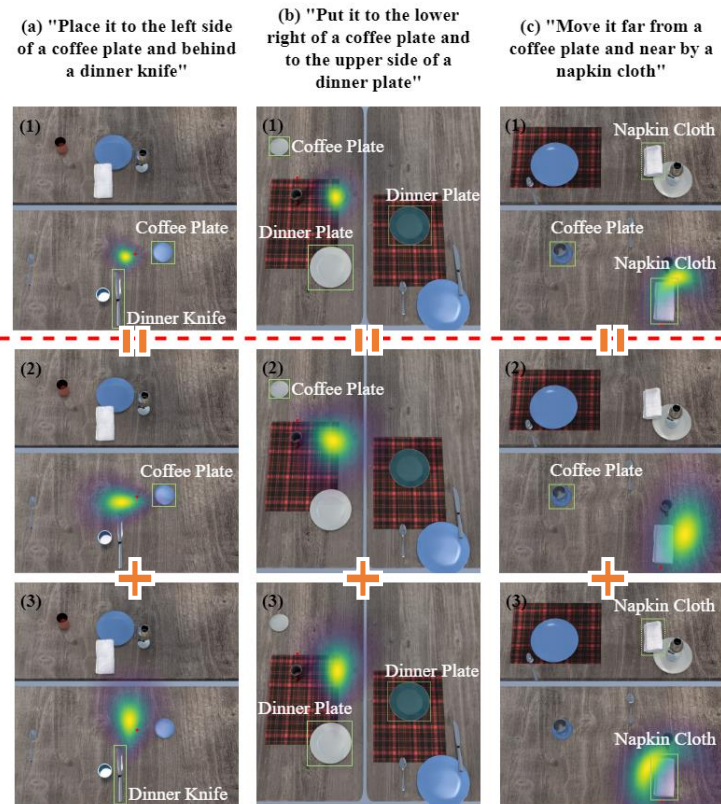 (a) "Place it to the left side
of a coffee plate and behind
a dinner knife"
(b) "Put it to the lower
right of a coffee plate and
to the upper side of a
dinner plate"
(c) "Move it far from a
coffee plate and near by a
napkin cloth"
(1)
Coffee Plate
Dinner Knife
(1)
Coffee Plate
Dinner Plate
Dinner Plate
(1)
Napkin Cloth
Coffee Plate
Napkin Cloth
(2)
Coffee Plate
(2)
Coffee Plate
(2)
Coffee Plate
(3)
Dinner Knife
(3)
Dinner Plate
Dinner Plate
(3)
Napkin Cloth
Napkin Cloth